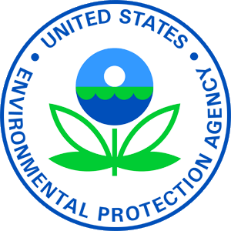 UNITED STATES
ENVIRONMENTAL PROTECTION AGENCY